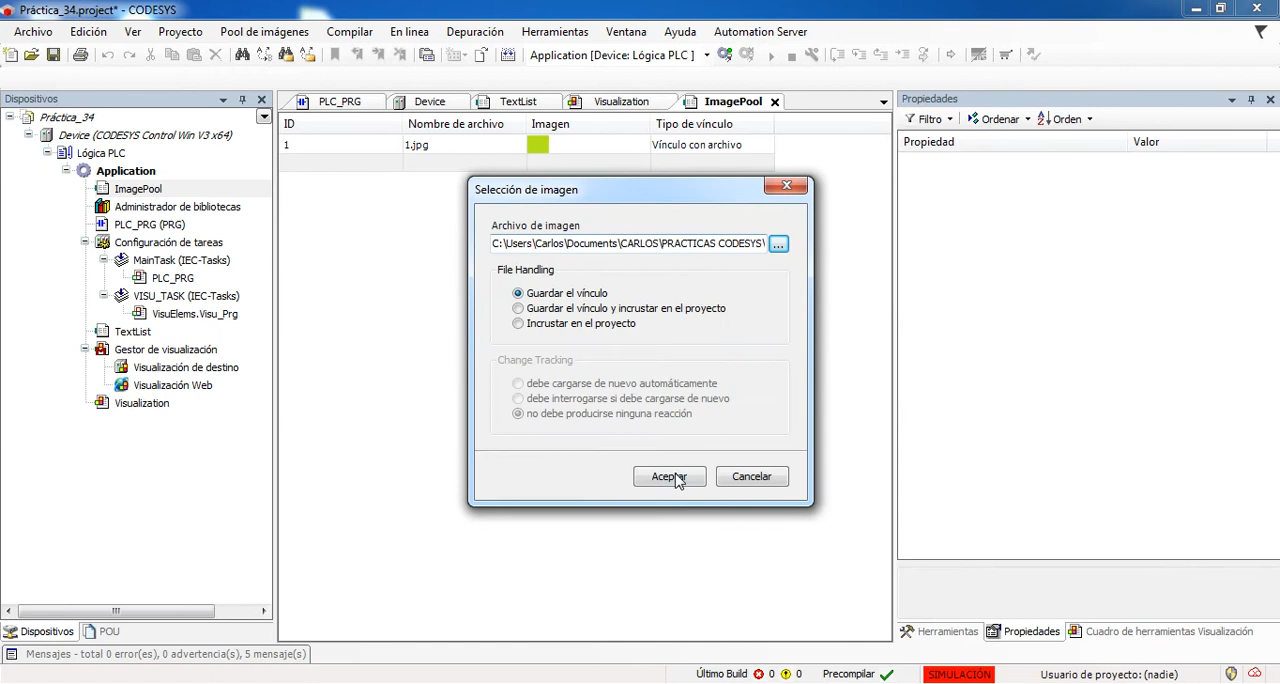 Práctica_34.project* - CODESYS
Archivo Edición Ver Proyecto Pool de imágenes Compilar En linea Depuración Herramientas Ventana Ayuda Automation Server
Application [Device: Lógica PLC ]
Dispositivos
Práctica_34
Device (CODESYS Control Win V3 x64)
Lógica PLC
Application
ImagePool
Administrador de bibliotecas
PLC_PRG (PRG)
Configuración de tareas
MainTask (IEC-Tasks)
PLC_PRG
VISU_TASK (IEC-Tasks)
VisuElems.Visu_Prg
TextList
Gestor de visualización
Visualización de destino
Visualización Web
Visualization
Dispositivos POU
PLC_PRG Device TextList Visualization ImagePool
ID Nombre de archivo Imagen Tipo de vínculo
1 1.jpg Vínculo con archivo
Selección de imagen
Archivo de imagen
C:\Users\Carlos\Documents\CARLOS\PRACTICAS CODESYS\ ...
File Handling
Guardar el vínculo
Guardar el vínculo y incrustar en el proyecto
Incrustar en el proyecto
Change Tracking
debe cargarse de nuevo automáticamente
debe interrogarse si debe cargarse de nuevo
no debe producirse ninguna reacción
Aceptar Cancelar
Propiedades
Filtro Ordenar Orden
Propiedad Valor
Herramientas Propiedades Cuadro de herramientas Visualización
Mensajes - total 0 error(es), 0 advertencia(s), 5 mensaje(s)
Último Build 0 0 Precompilar SIMULACIÓN Usuario de proyecto: (nadie)